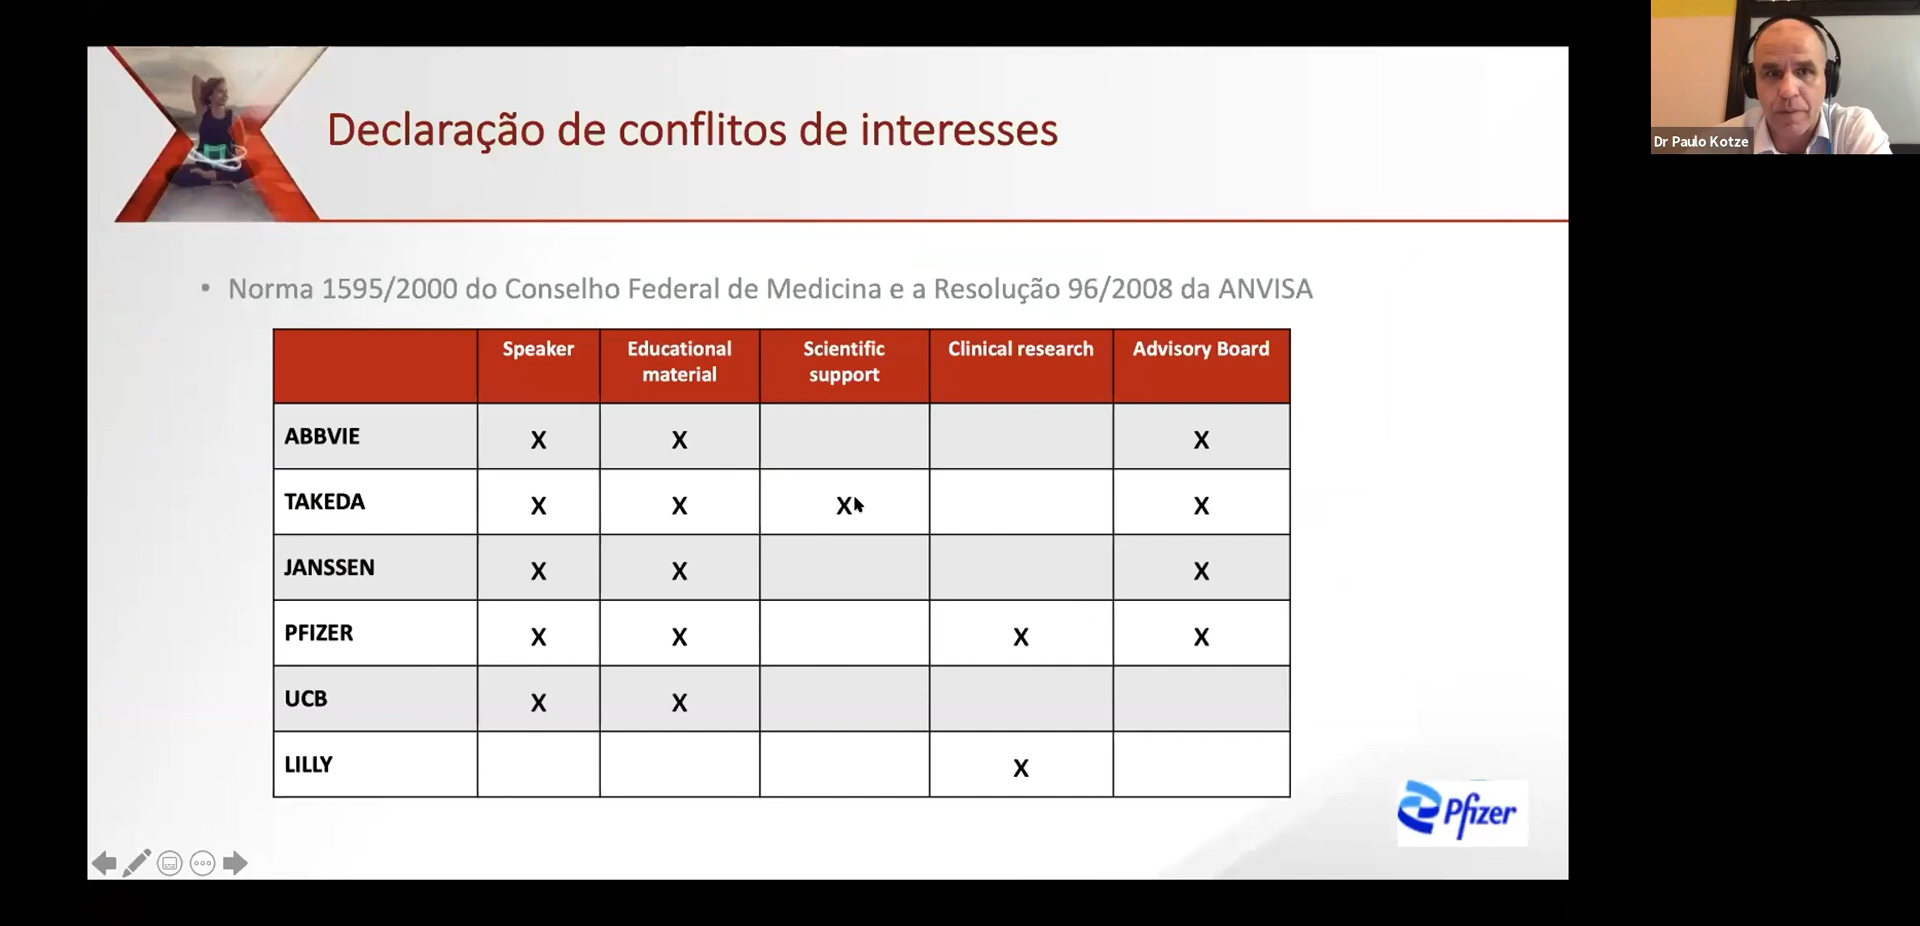 Declaração de conflitos de interesses
Dr Paulo Kotze
• Norma 1595/2000 do Conselho Federal de Medicina e a Resolução 96/2008 da ANVISA
Speaker Educational material Scientific support Clinical research Advisory Board
ABBVIE X X X
TAKEDA X X X X
JANSSEN X X X
PFIZER X X X X
UCB X X
LILLY X
Pfizer